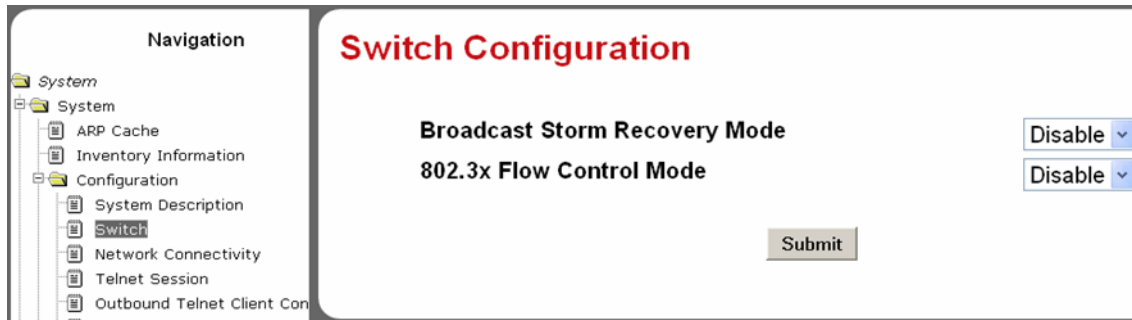 Navigation
System
System
ARP Cache
Inventory Information
Configuration
System Description
Switch
Network Connectivity
Telnet Session
Outbound Telnet Client Con
Switch Configuration
Broadcast Storm Recovery Mode Disable
802.3x Flow Control Mode Disable
Submit